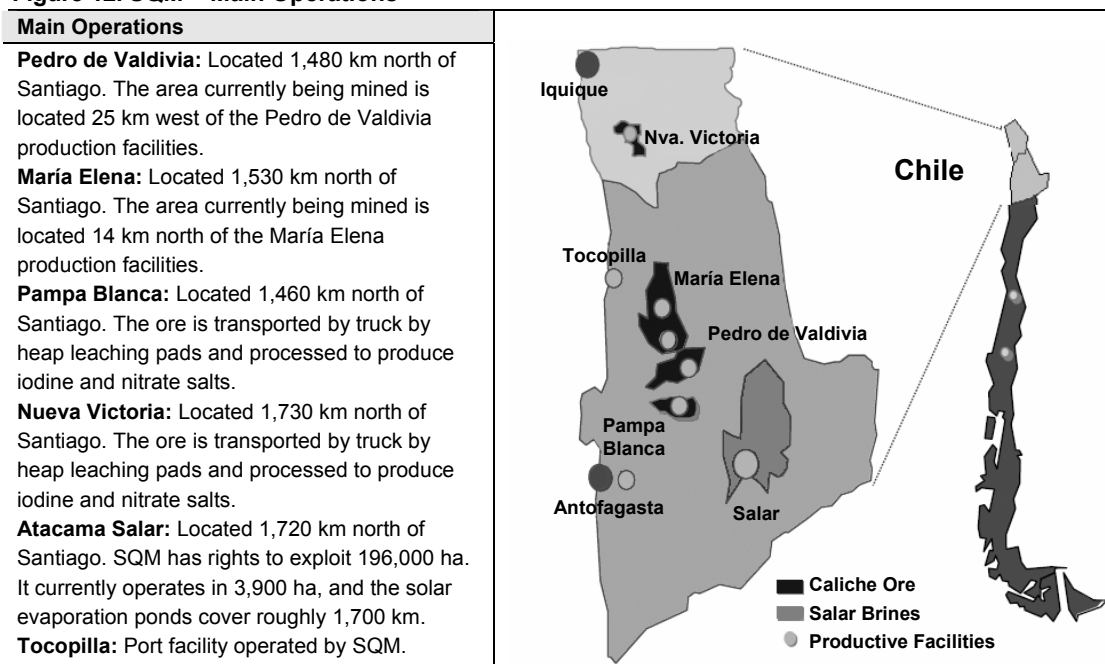 Main Operations
Pedro de Valdivia: Located 1,480 km north of
Santiago. The area currently being mined is
located 25 km west of the Pedro de Valdivia
production facilities.
María Elena: Located 1,530 km north of
Santiago. The area currently being mined is
located 14 km north of the María Elena
production facilities.
Pampa Blanca: Located 1,460 km north of
Santiago. The ore is transported by truck by
heap leaching pads and processed to produce
iodine and nitrate salts.
Nueva Victoria: Located 1,730 km north of
Santiago. The ore is transported by truck by
heap leaching pads and processed to produce
iodine and nitrate salts.
Atacama Salar: Located 1,720 km north of
Santiago. SQM has rights to exploit 196,000 ha.
It currently operates in 3,900 ha, and the solar
evaporation ponds cover roughly 1,700 km.
Tocopilla: Port facility operated by SQM.
Iquique
Nva. Victoria
Chile
Tocopilla
María Elena
Pedro de Valdivia
Pampa
Blanca
Antofagasta
Salar
Caliche Ore
Salar Brines
Productive Facilities